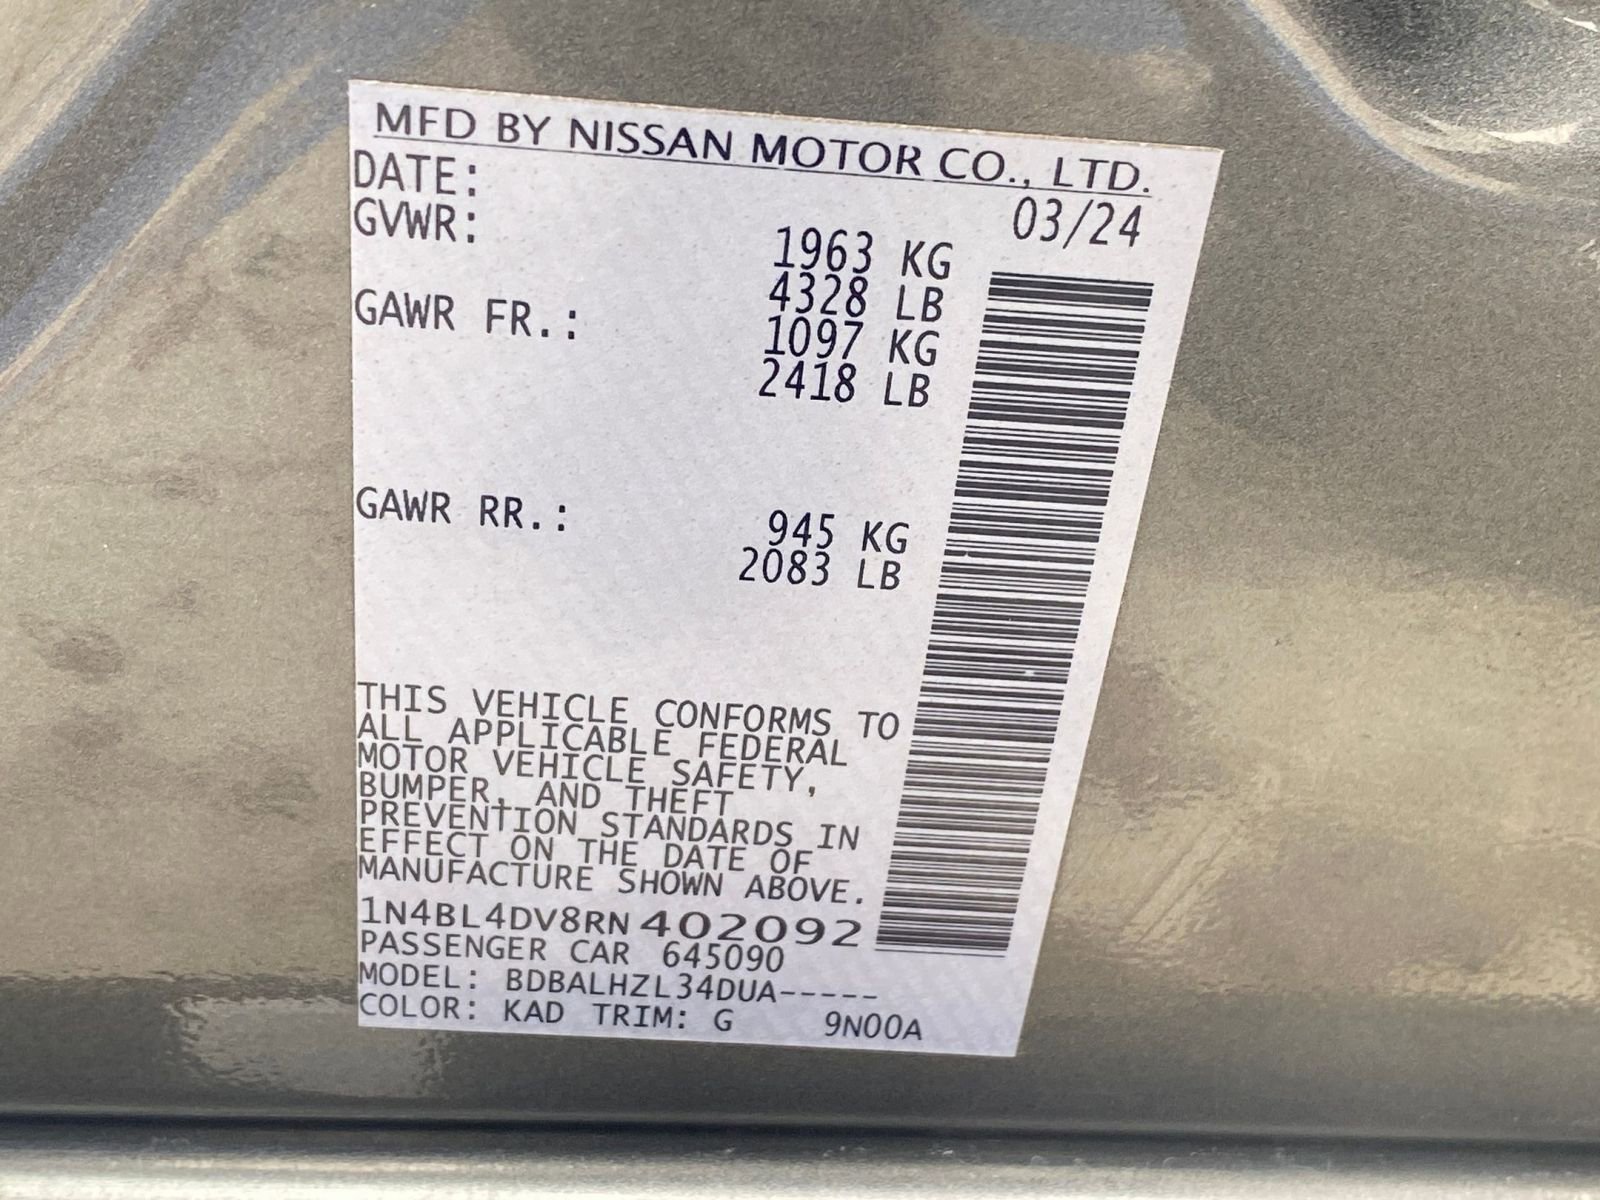 MFD BY NISSAN MOTOR CO., LTD.
DATE: 03/24
GVWR: 1963 KG
4328 LB
GAWR FR.: 1097 KG
2418 LB
GAWR RR.: 945 KG
2083 LB
THIS VEHICLE CONFORMS TO
ALL APPLICABLE FEDERAL
MOTOR VEHICLE SAFETY,
BUMPER, AND THEFT
PREVENTION STANDARDS IN
EFFECT ON THE DATE OF
MANUFACTURE SHOWN ABOVE.
1N4BL4DV8RN402092
PASSENGER CAR 645090
MODEL: BDBALHZL34DUA-----
COLOR: KAD TRIM: G 9N00A